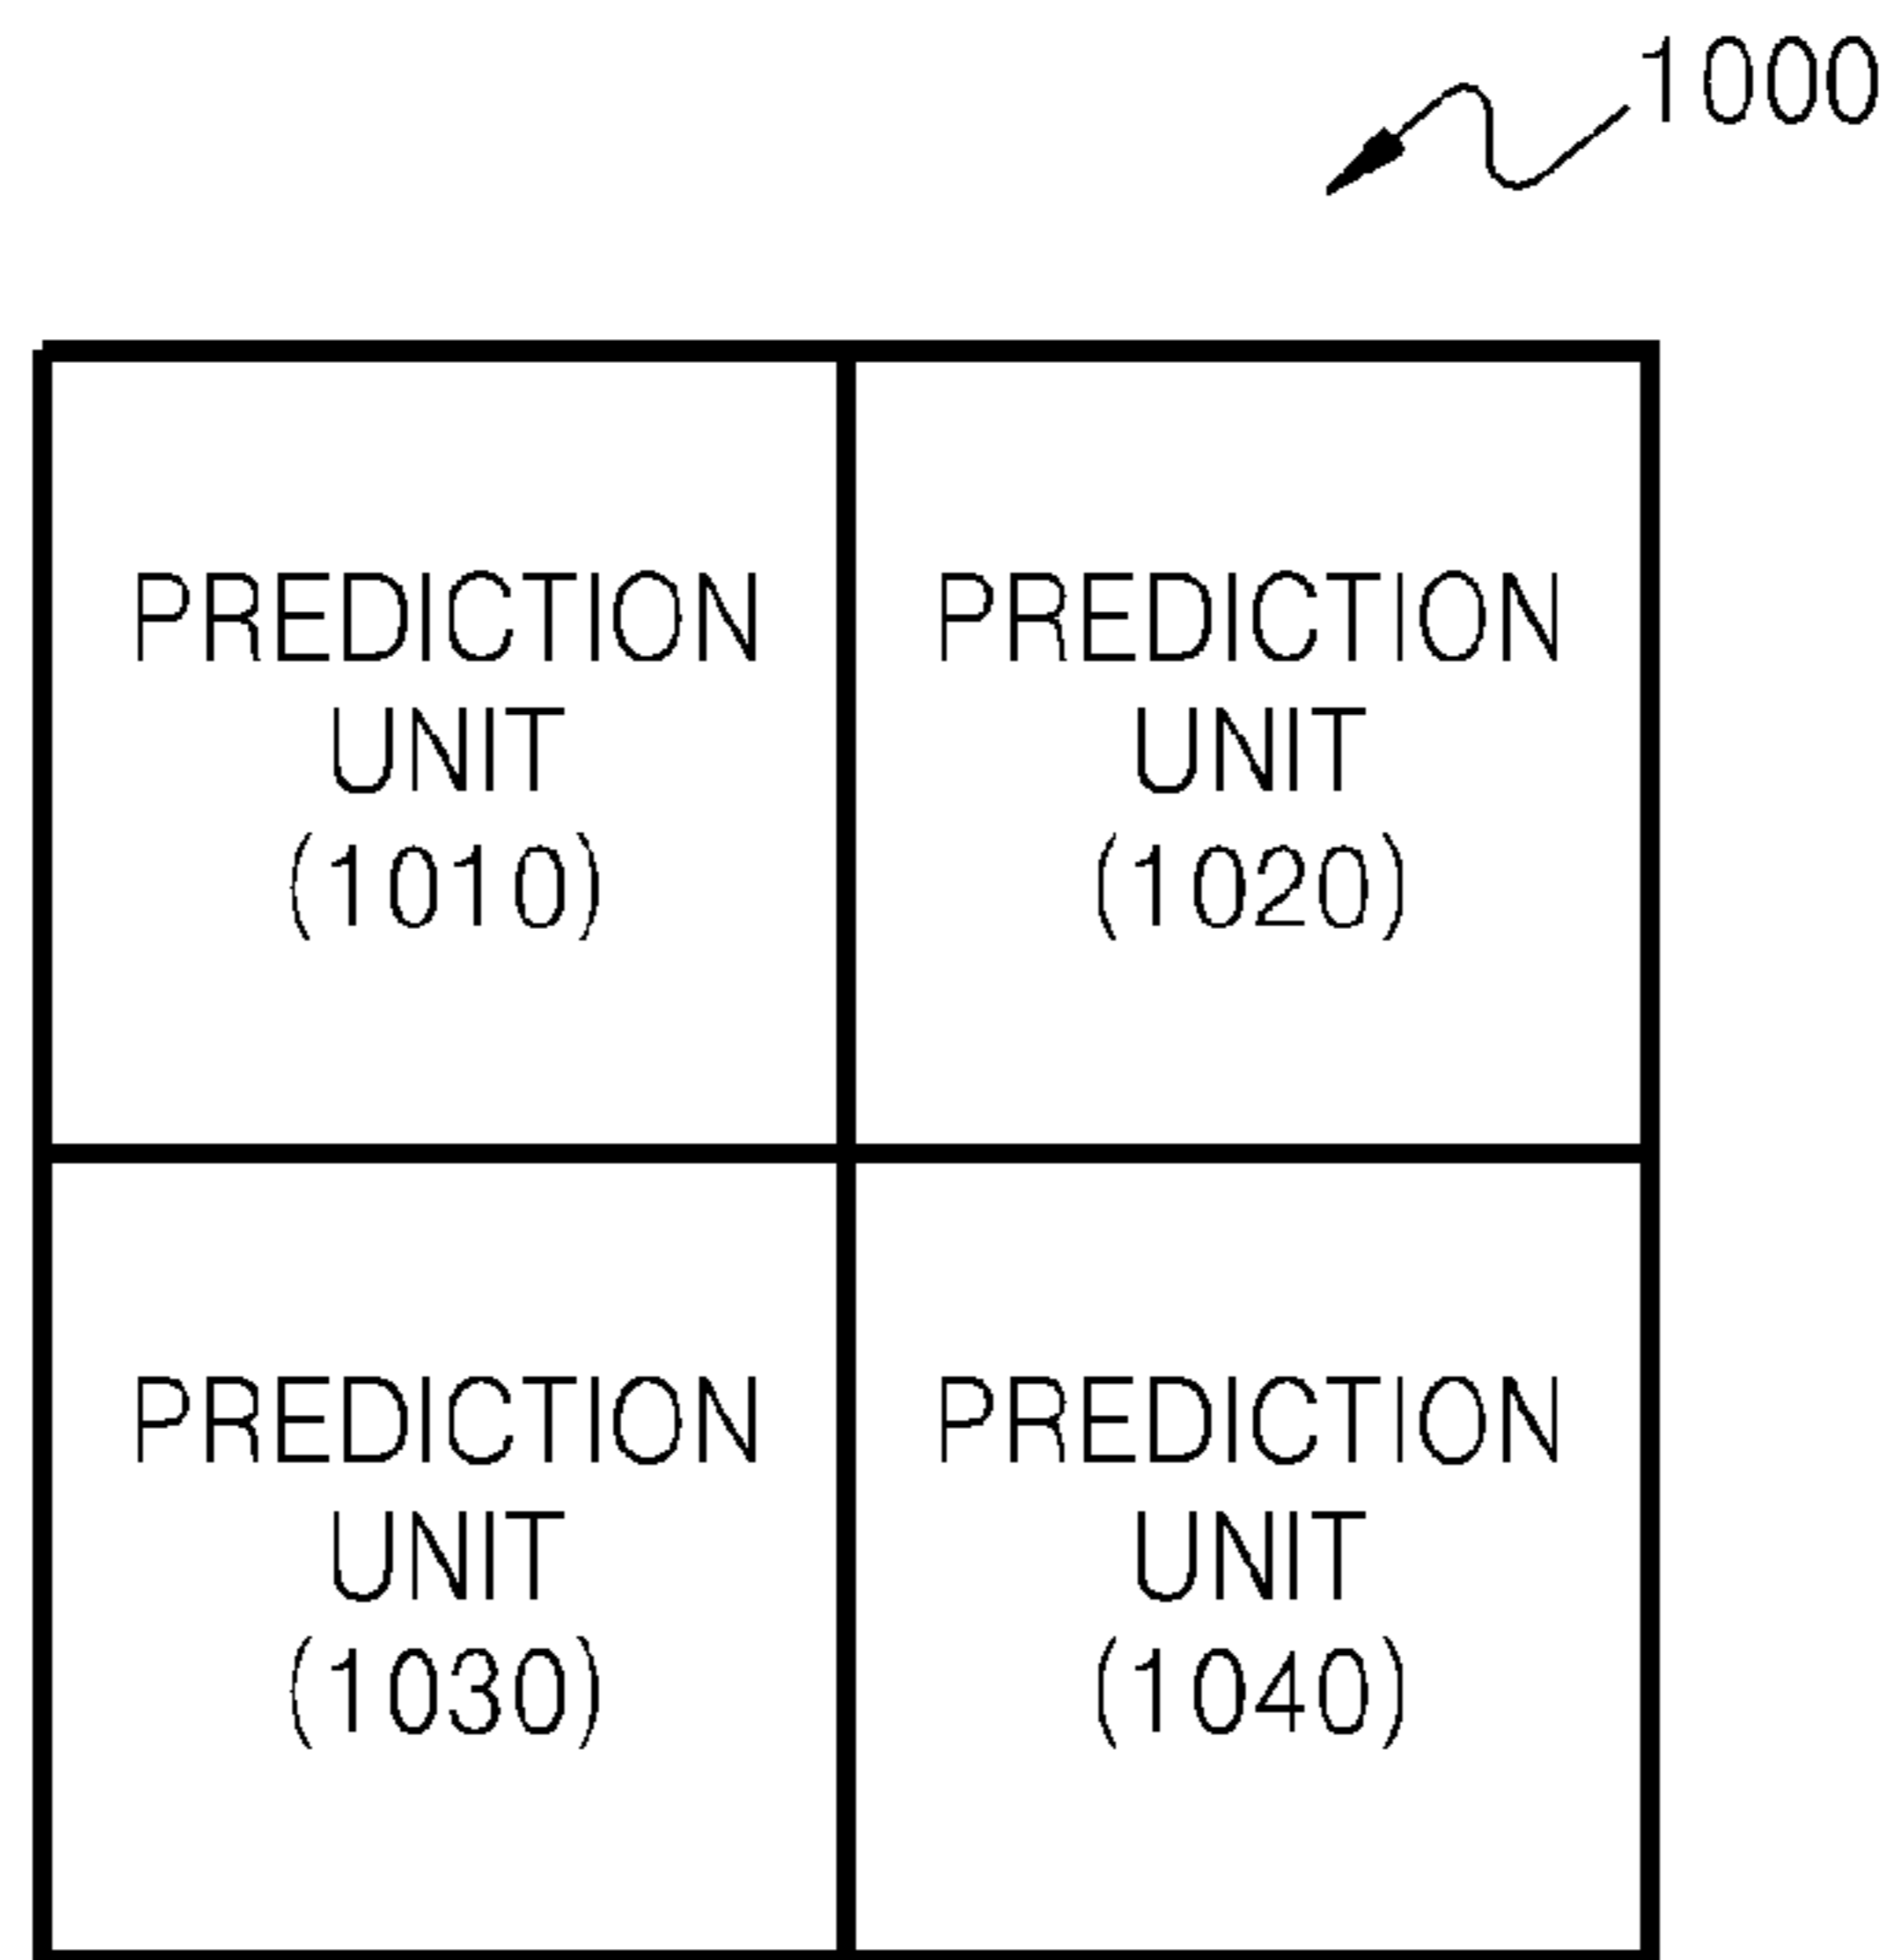 1000
PREDICTION
UNIT
(1010)
PREDICTION
UNIT
(1020)
PREDICTION
UNIT
(1030)
PREDICTION
UNIT
(1040)